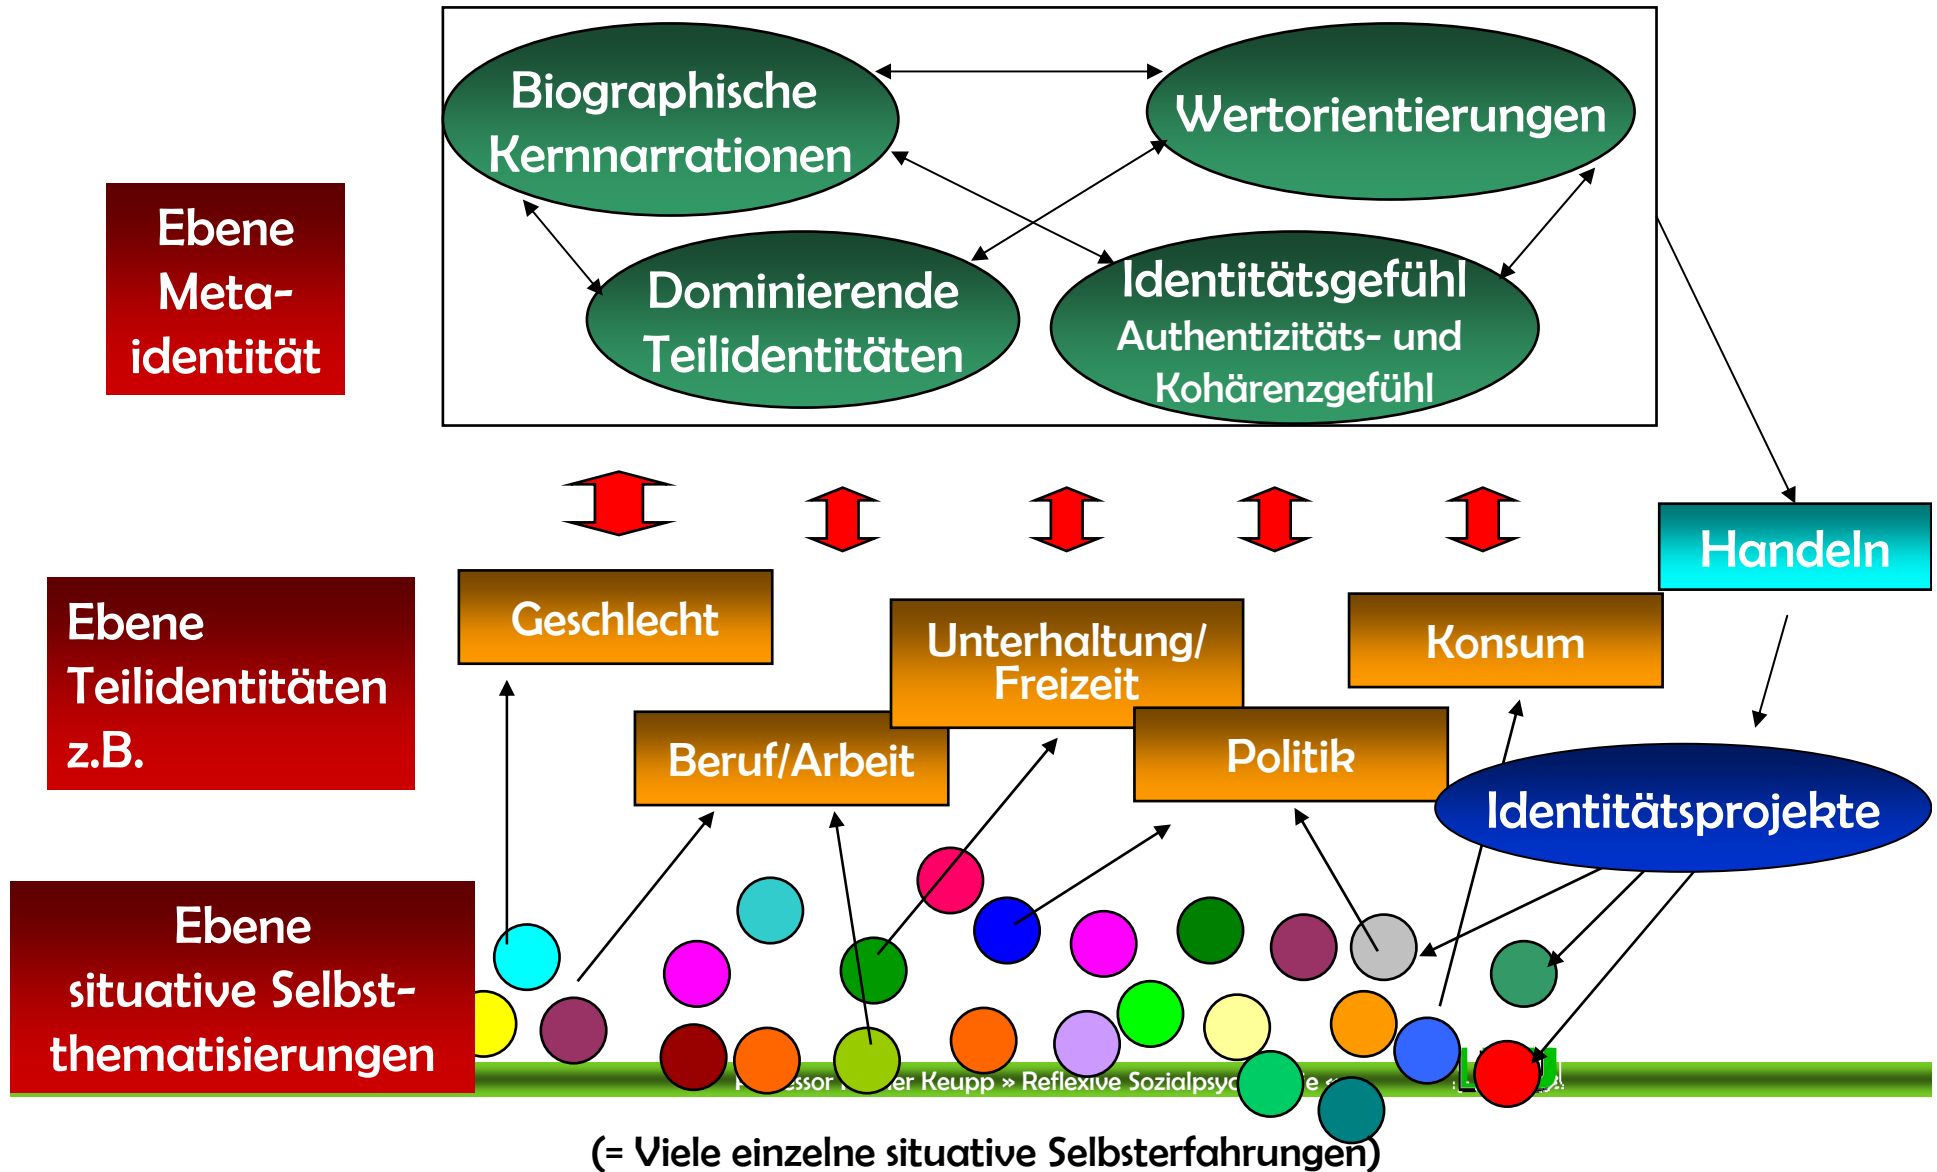 Biographische
Kernnarrationen
Wertorientierungen
Ebene
Meta-
identität
Dominierende
Teilidentitäten
Identitätsgefühl
Authentizitäts- und
Kohärenzgefühl
Handeln
Ebene
Teilidentitäten
z.B.
Geschlecht
Unterhaltung/
Freizeit
Konsum
Beruf/Arbeit
Politik
Identitätsprojekte
Ebene
situative Selbst-
thematisierungen
Keupp » Reflexive
(= Viele einzelne situative Selbsterfahrungen)